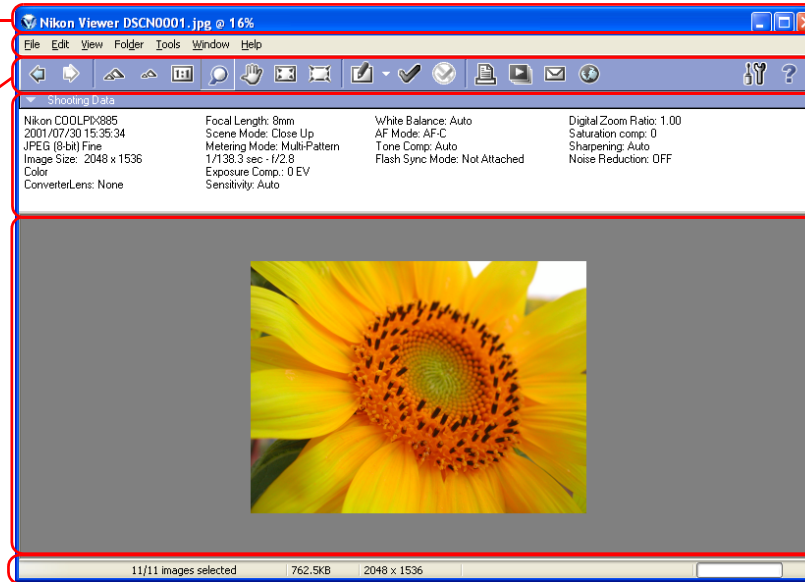 Nikon Viewer DSCN0001.jpg @ 16%
File Edit View Folder Tools Window Help
1:1 ?
Shooting Data
Nikon COOLPIX885
2001/07/30 15:35:34
JPEG (8-bit) Fine
Image Size: 2048 x 1536
Color
ConverterLens: None
Focal Length: 8mm
Scene Mode: Close Up
Metering Mode: Multi-Pattern
1/138.3 sec - f/2.8
Exposure Comp.: 0 EV
Sensitivity: Auto
White Balance: Auto
AF Mode: AF-C
Tone Comp: Auto
Flash Sync Mode: Not Attached
Digital Zoom Ratio: 1.00
Saturation comp: 0
Sharpening: Auto
Noise Reduction: OFF
11/11 images selected 762.5KB 2048 x 1536